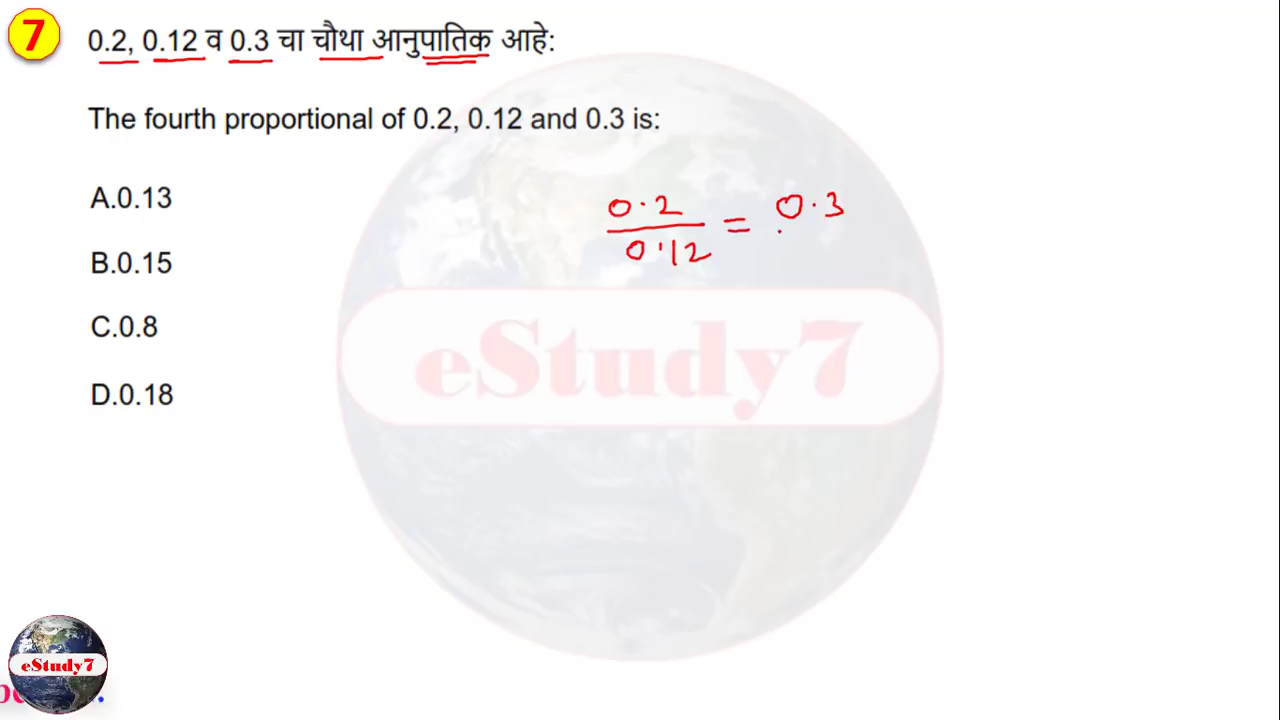 7
0.2, 0.12 व 0.3 चा चौथा आनुपातिक आहे:
The fourth proportional of 0.2, 0.12 and 0.3 is:
A.0.13
B.0.15
C.0.8
D.0.18
0.2
0.12
=
0.3
eStudy7
eStudy7